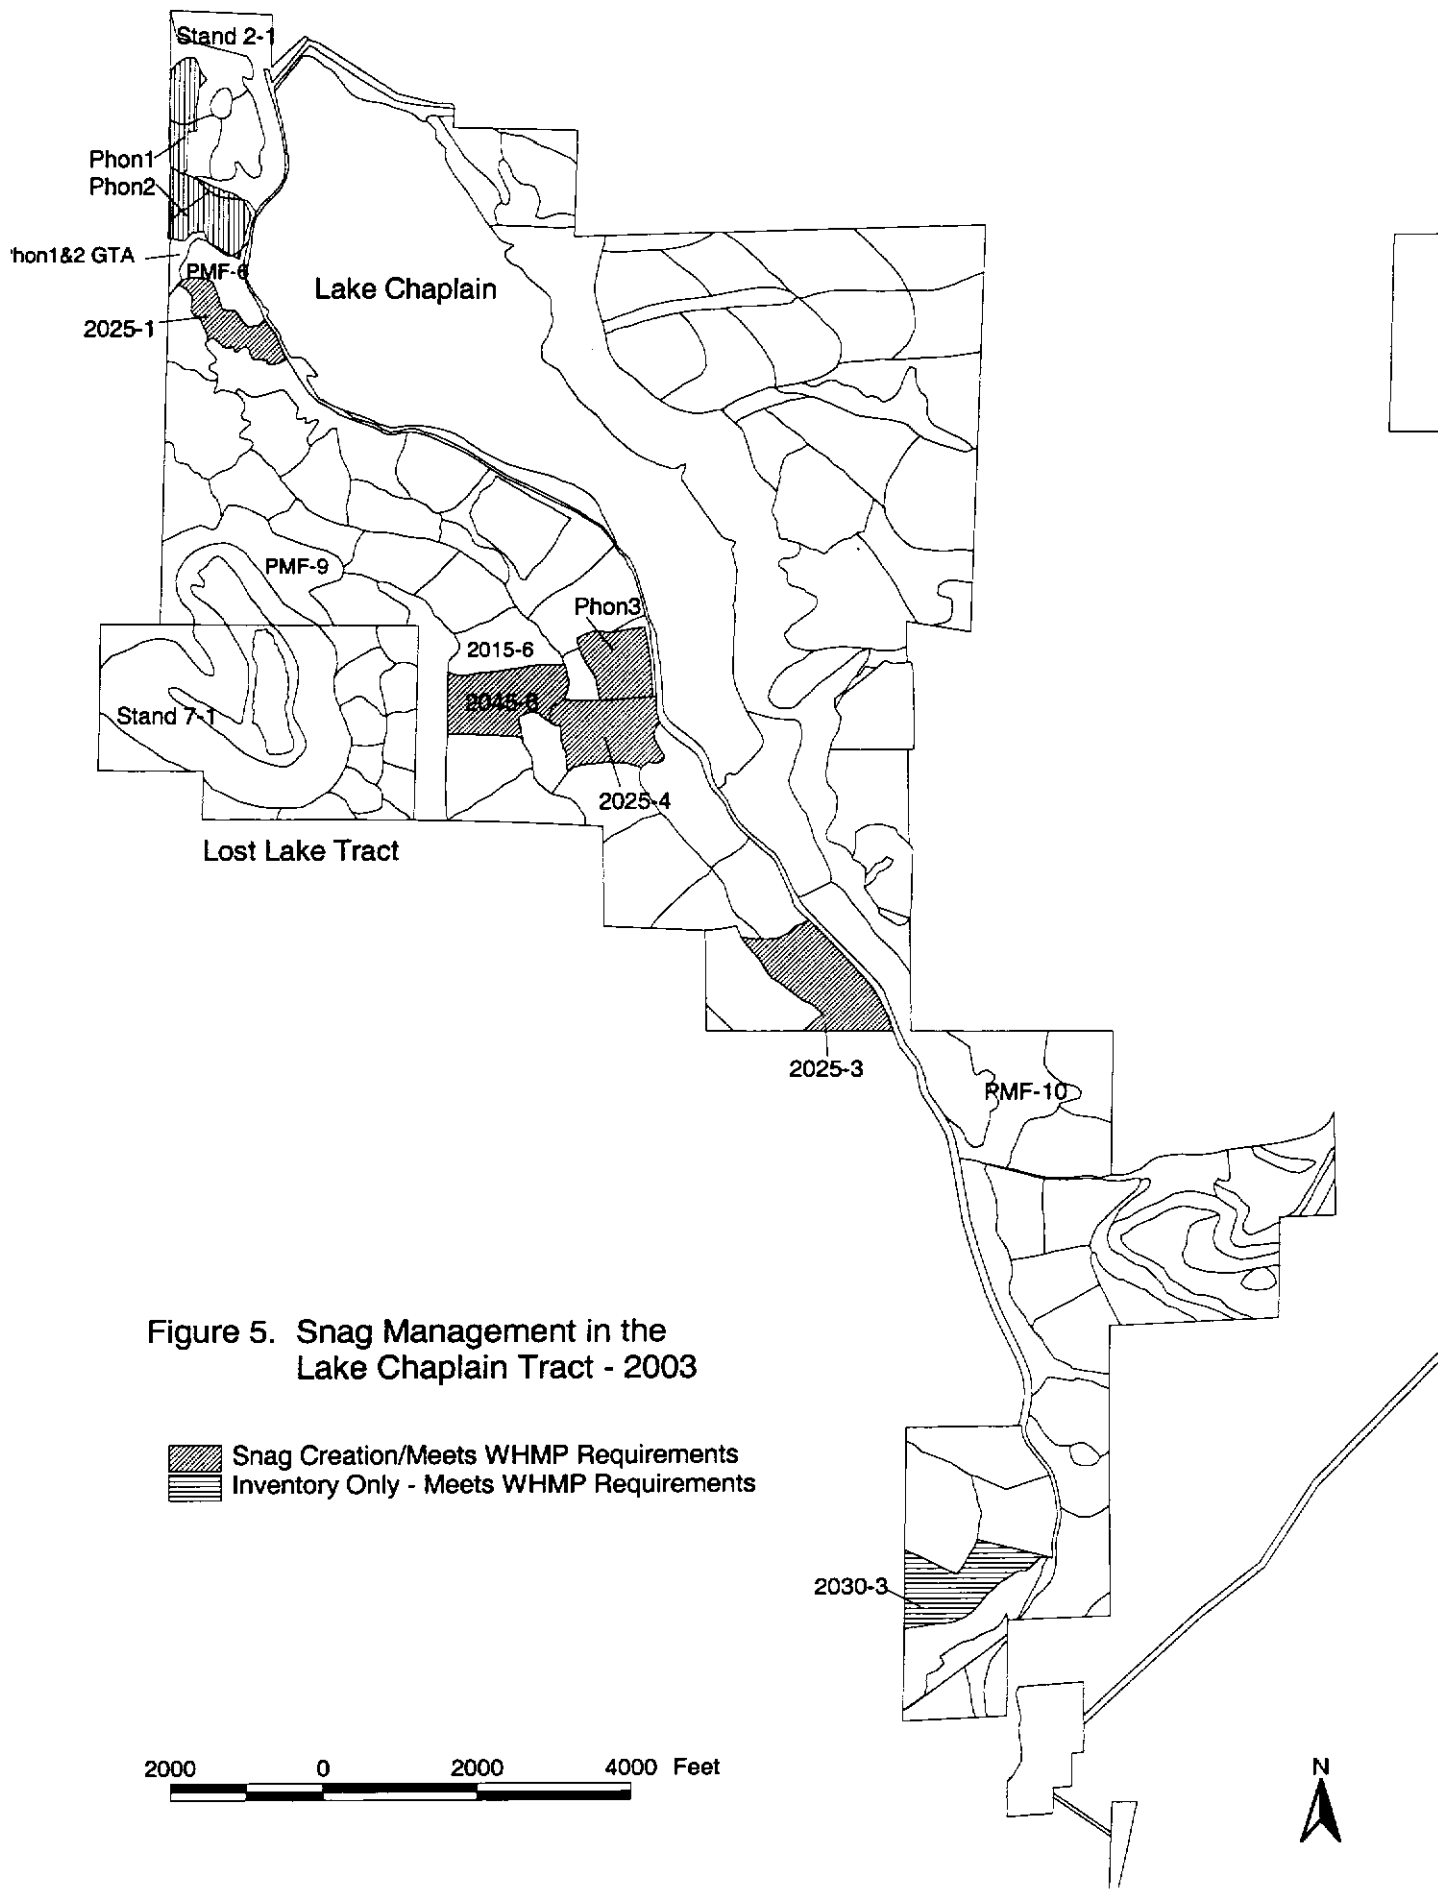 Stand 2-1
Phon1
Phon2
hon1&2 GTA
PMF-6
Lake Chaplain
2025-1
PMF-9
Phon3
2015-6
Stand 7-1
2025-4
Lost Lake Tract
2025-3
PMF-10
Figure 5. Snag Management in the
Lake Chaplain Tract - 2003
Snag Creation/Meets WHMP Requirements
Inventory Only - Meets WHMP Requirements
2030-3
2000 0 2000 4000 Feet
N